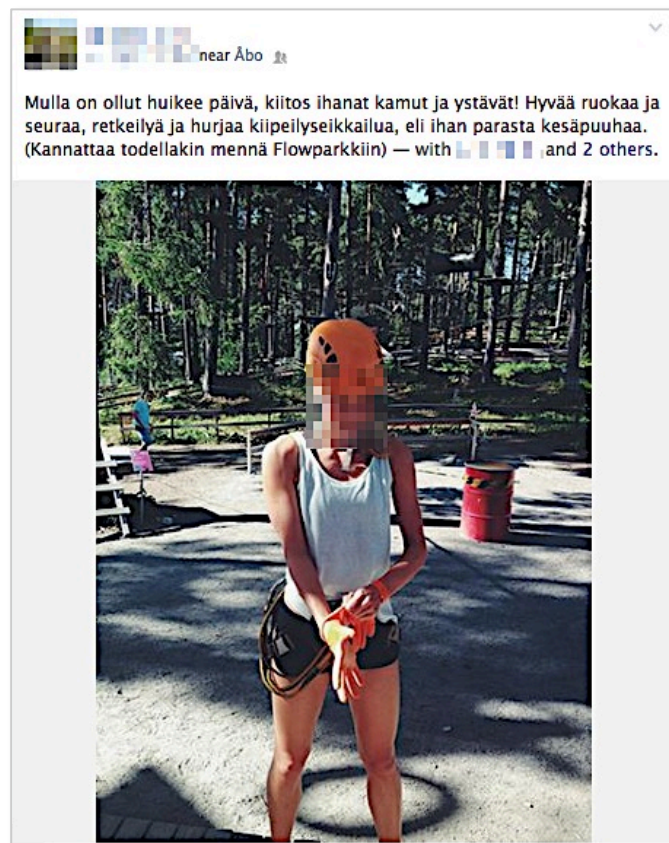 near Åbo
Mulla on ollut huikee päivä, kiitos ihanat kamut ja ystävät! Hyvää ruokaa ja
seuraa, retkeilyä ja hurjaa kiipeilyseikkailua, eli ihan parasta kesäpuuhaa.
(Kannattaa todellakin mennä Flowparkkiin) — with and 2 others.